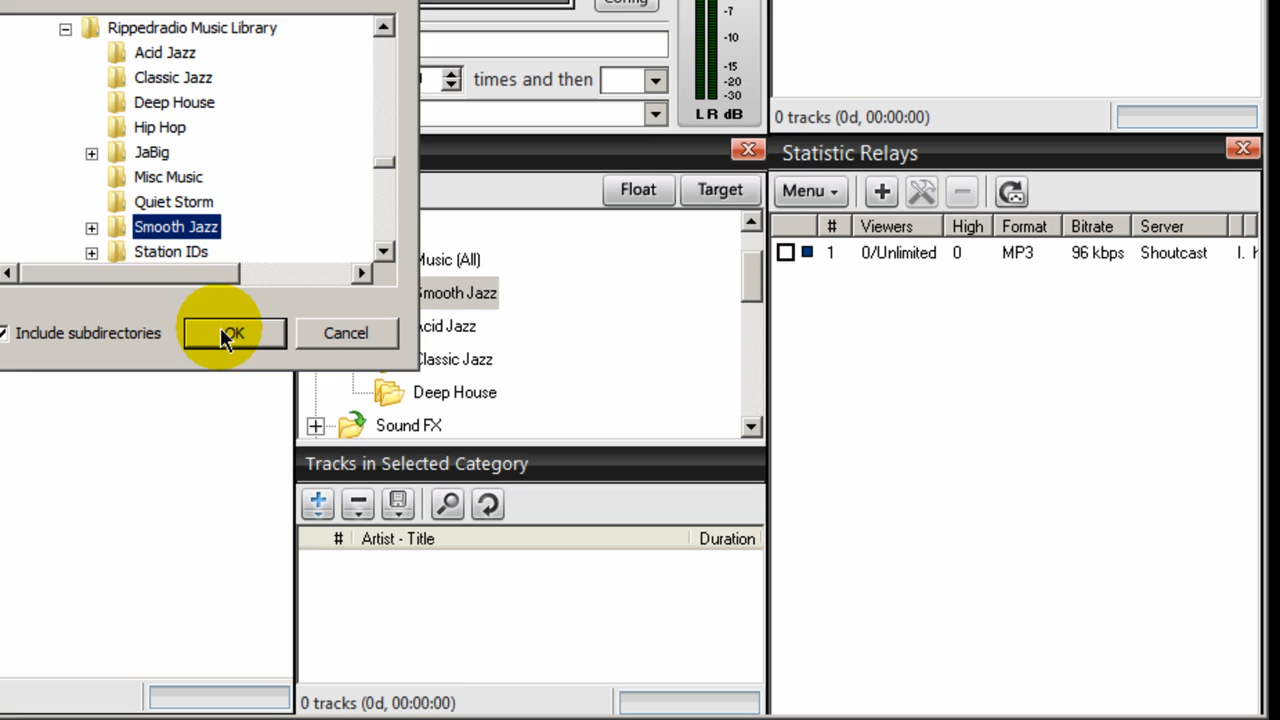 Config
-7
-10
-15
-20
-30
L R dB
times and then
0 tracks (0d, 00:00:00)
Rippedradio Music Library
Acid Jazz
Classic Jazz
Deep House
Hip Hop
JaBig
Misc Music
Quiet Storm
Smooth Jazz
Station IDs
Include subdirectories
OK
Cancel
Float
Target
Music (All)
Smooth Jazz
Acid Jazz
Classic Jazz
Deep House
Sound FX
Tracks in Selected Category
# Artist - Title Duration
0 tracks (0d, 00:00:00)
Statistic Relays
Menu
# Viewers High Format Bitrate Server
1 0/Unlimited 0 MP3 96 kbps Shoutcast